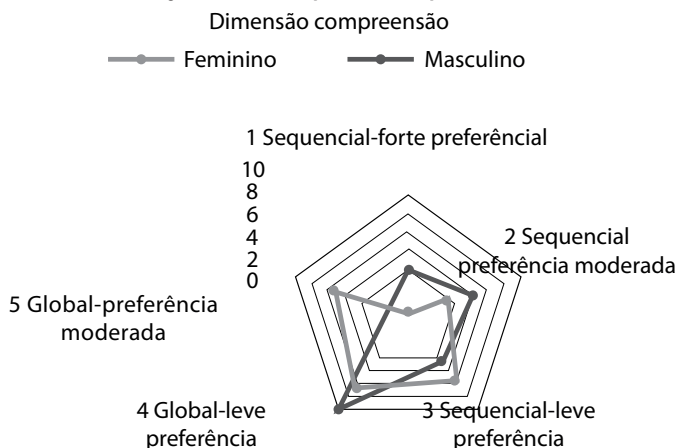 Dimensão compreensão
Feminino
Masculino
1 Sequencial-forte preferêncial
10
8
6
4
2
0
2 Sequencial
preferência moderada
5 Global-preferência
moderada
4 Global-leve
preferência
3 Sequencial-leve
preferência